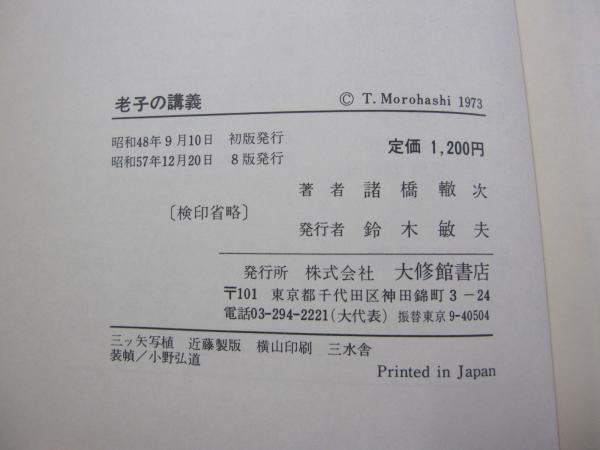 老子の講義
© T. Morohashi 1973
昭和48年9月10日 初版発行
昭和57年12月20日 8版発行
定価 1,200円
著者 諸橋轍次
〔検印省略〕
発行者 鈴木敏夫
発行所 株式会社 大修館書店
〒101 東京都千代田区神田錦町3－24
電話03-294-2221(大代表) 振替東京9-40504
三ッ矢写植 近藤製版 横山印刷 三水舎
装幀／小野弘道
Printed in Japan